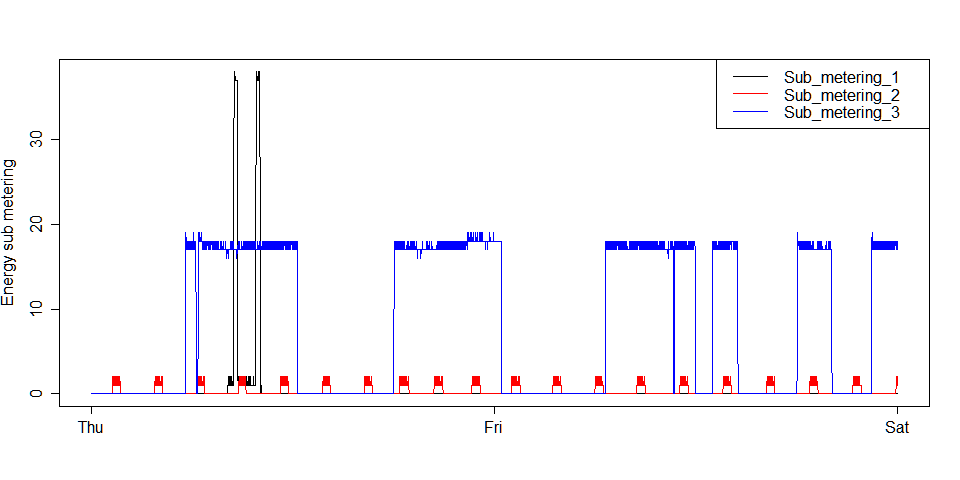 Sub_metering_1
Sub_metering_2
Sub_metering_3
Energy sub metering
30
20
10
0
Thu
Fri
Sat